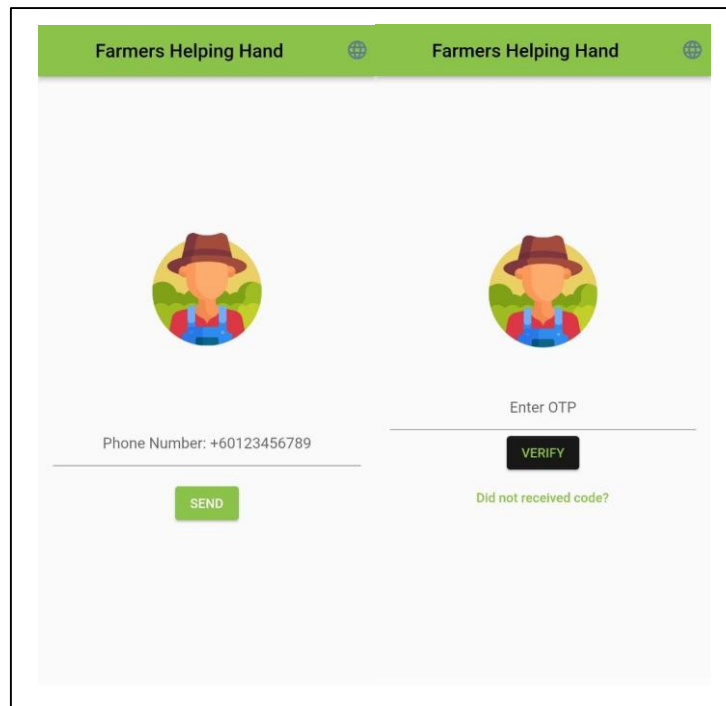 Farmers Helping Hand
Phone Number: +60123456789
SEND
Farmers Helping Hand
Enter OTP
VERIFY
Did not received code?